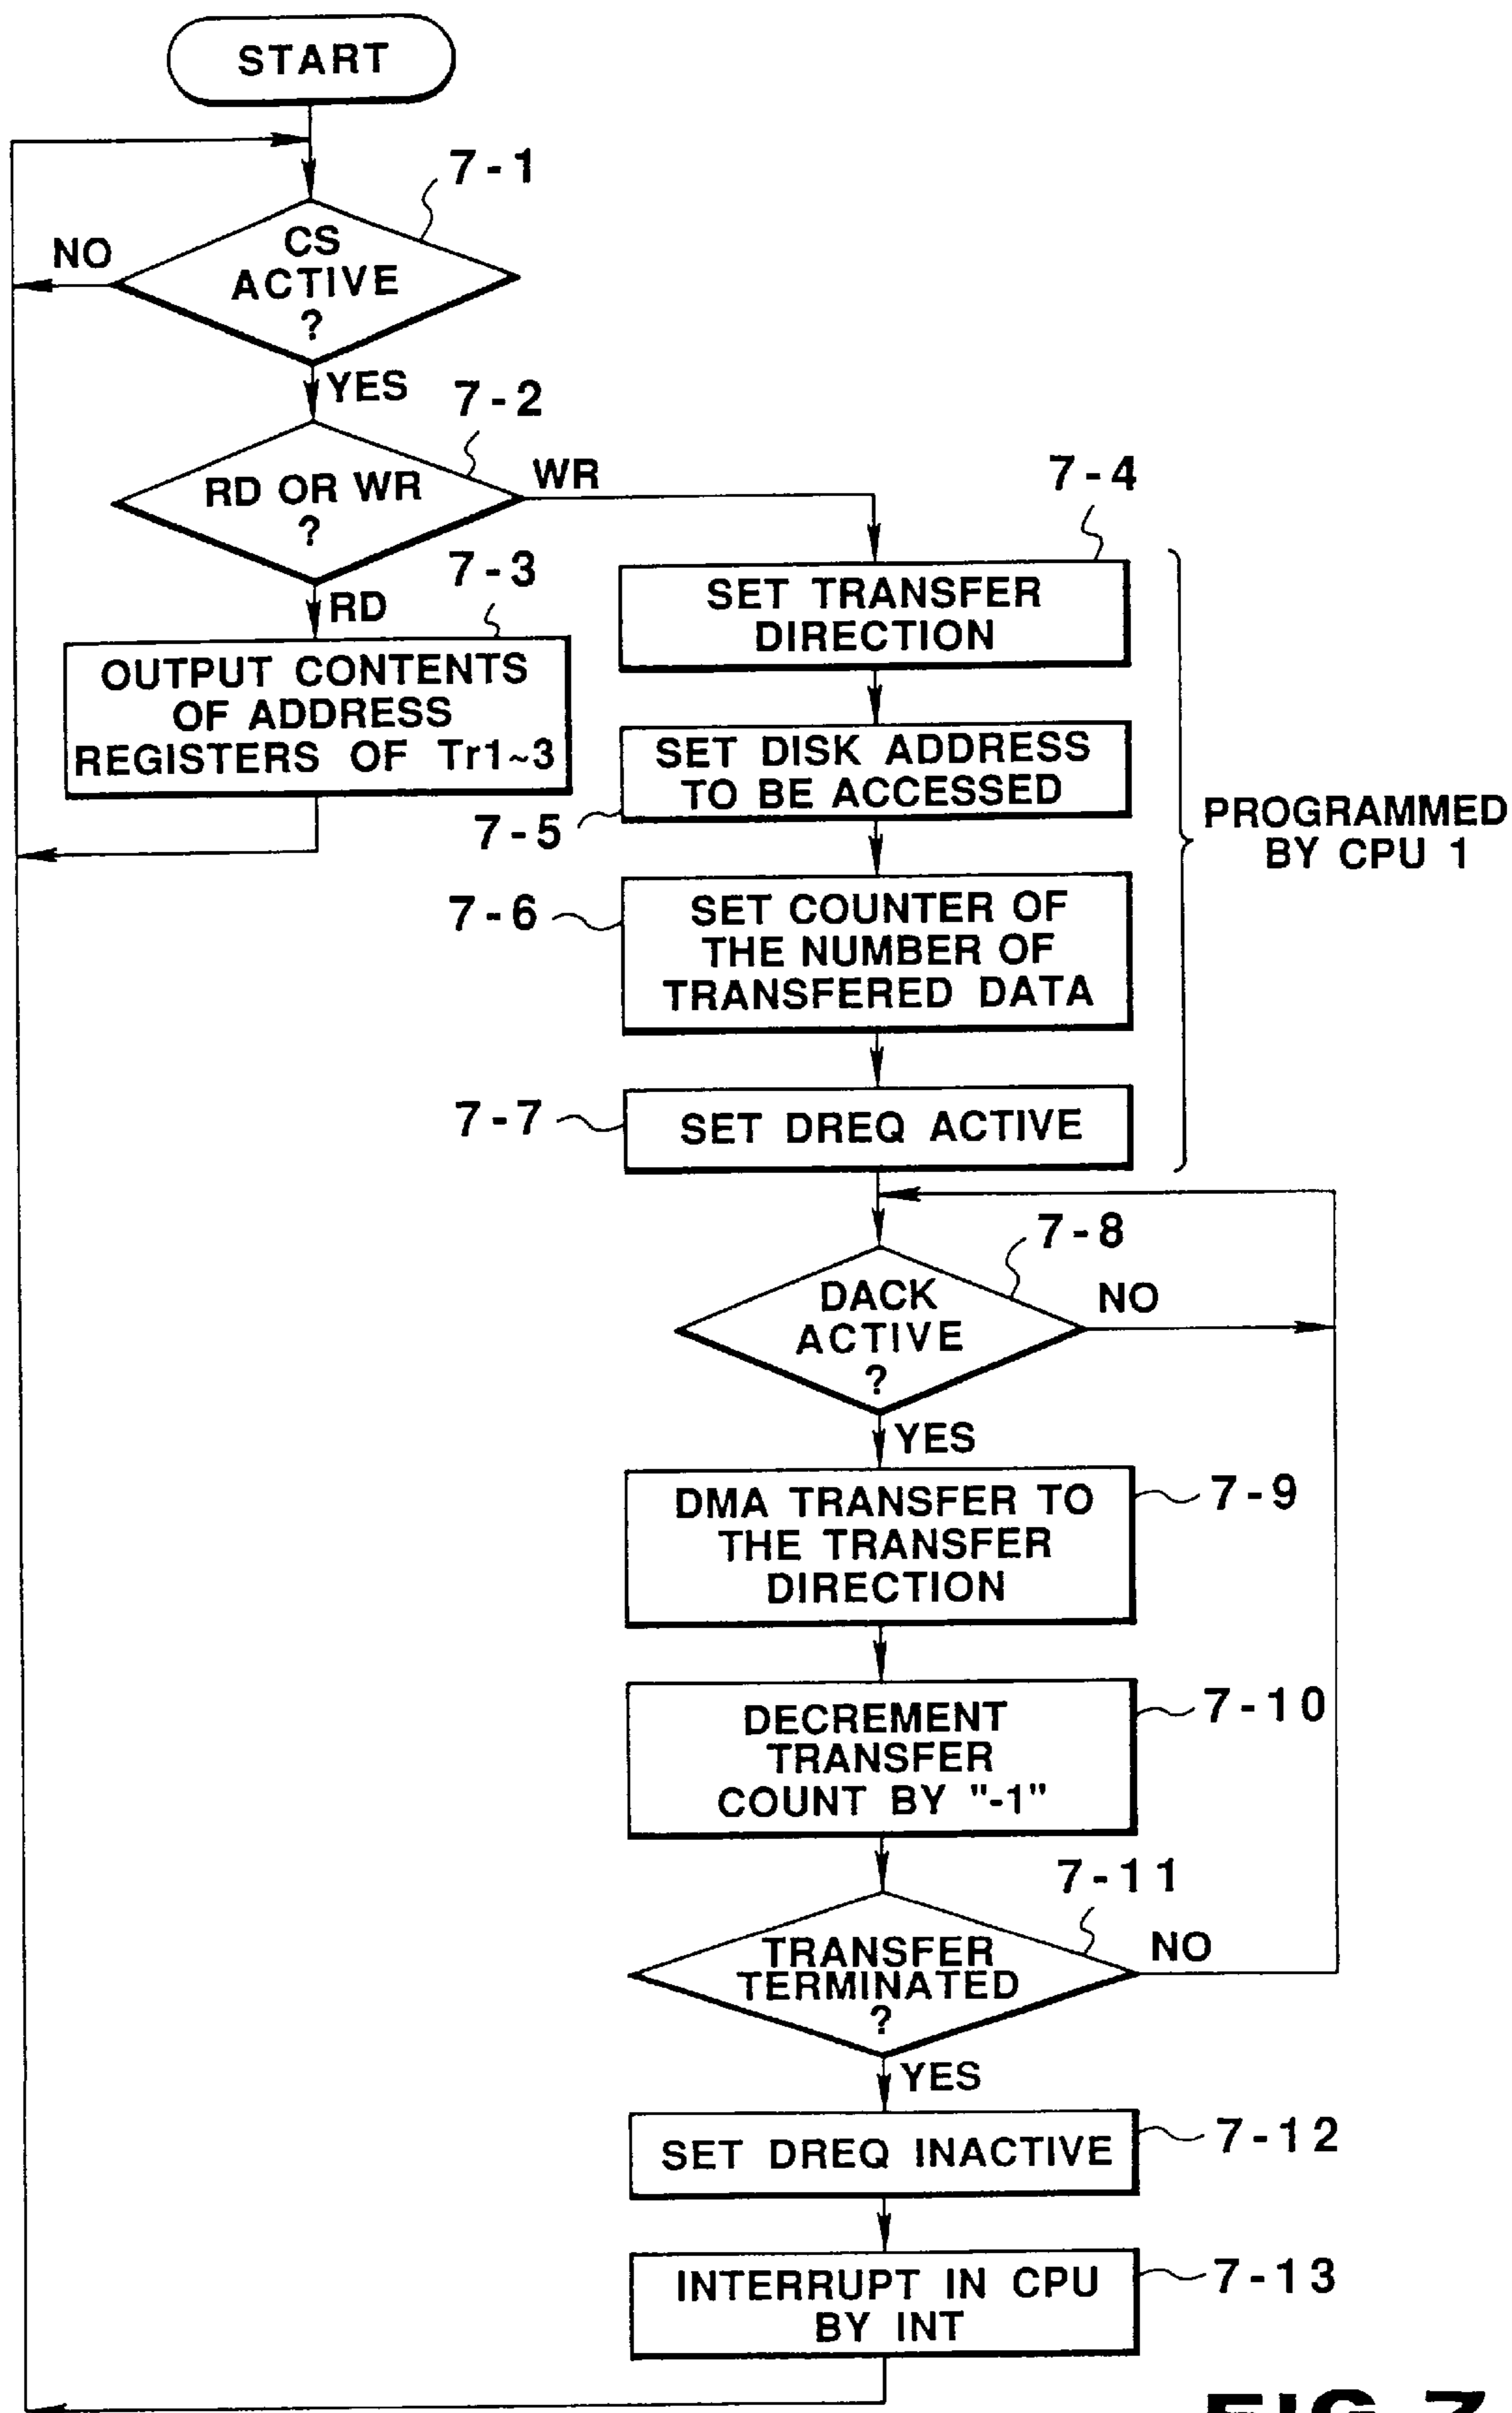 START
7-1
CS
ACTIVE
?
NO
YES
7-2
RD OR WR
?
WR
RD
7-3
OUTPUT CONTENTS
OF ADDRESS
REGISTERS OF Tr1~3
7-4
SET TRANSFER
DIRECTION
SET DISK ADDRESS
TO BE ACCESSED
7-5
7-6
SET COUNTER OF
THE NUMBER OF
TRANSFERED DATA
7-7
SET DREQ ACTIVE
PROGRAMMED
BY CPU 1
7-8
DACK
ACTIVE
?
NO
YES
DMA TRANSFER TO
THE TRANSFER
DIRECTION
7-9
DECREMENT
TRANSFER
COUNT BY "-1"
7-10
7-11
TRANSFER
TERMINATED
?
NO
YES
SET DREQ INACTIVE
7-12
INTERRUPT IN CPU
BY INT
7-13
FIG.7